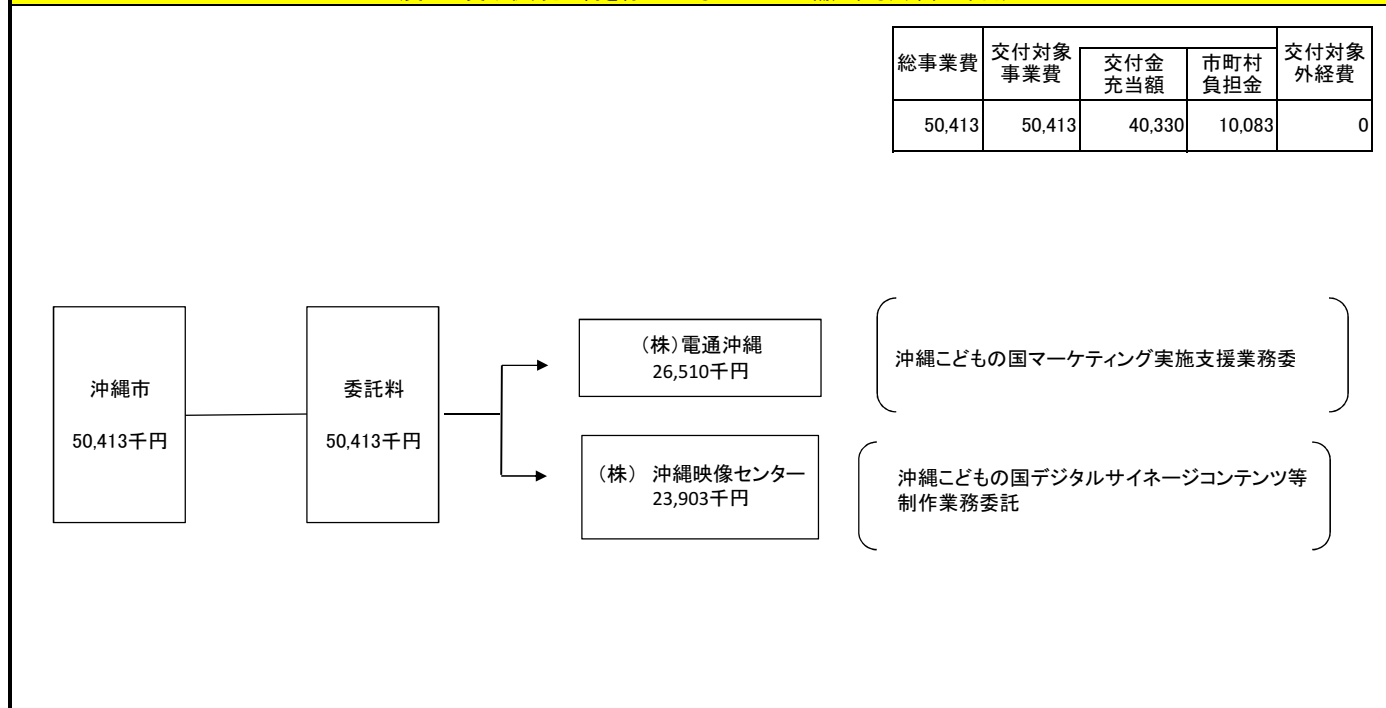 総事業費
交付対象
事業費
交付金
充当額
市町村
負担金
交付対象
外経費
50,413
50,413
40,330
10,083
0
沖縄市
50,413千円
委託料
50,413千円
（株）電通沖縄
26,510千円
沖縄こどもの国マーケティング実施支援業務委
（株） 沖縄映像センター
23,903千円
沖縄こどもの国デジタルサイネージコンテンツ等
制作業務委託